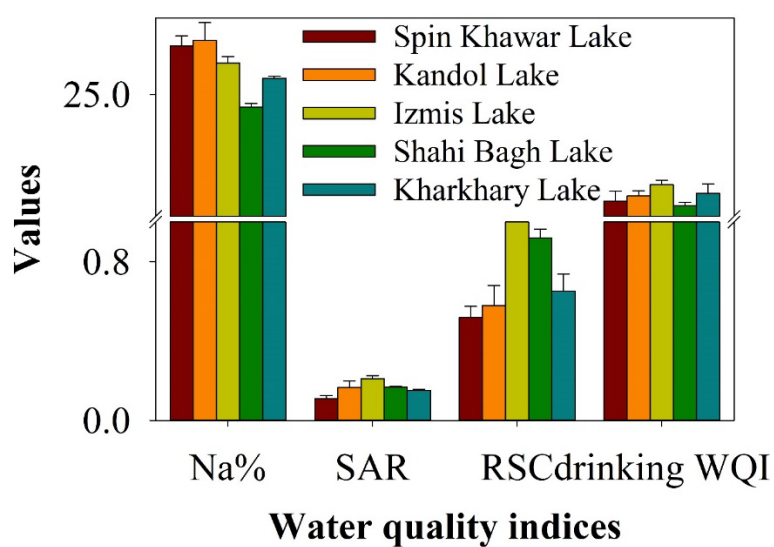 Spin Khawar Lake
Kandol Lake
Izmis Lake
Shahi Bagh Lake
Kharkhary Lake
25.0
0.8
0.0
Values
Na% SAR RSCdrinking WQI
Water quality indices